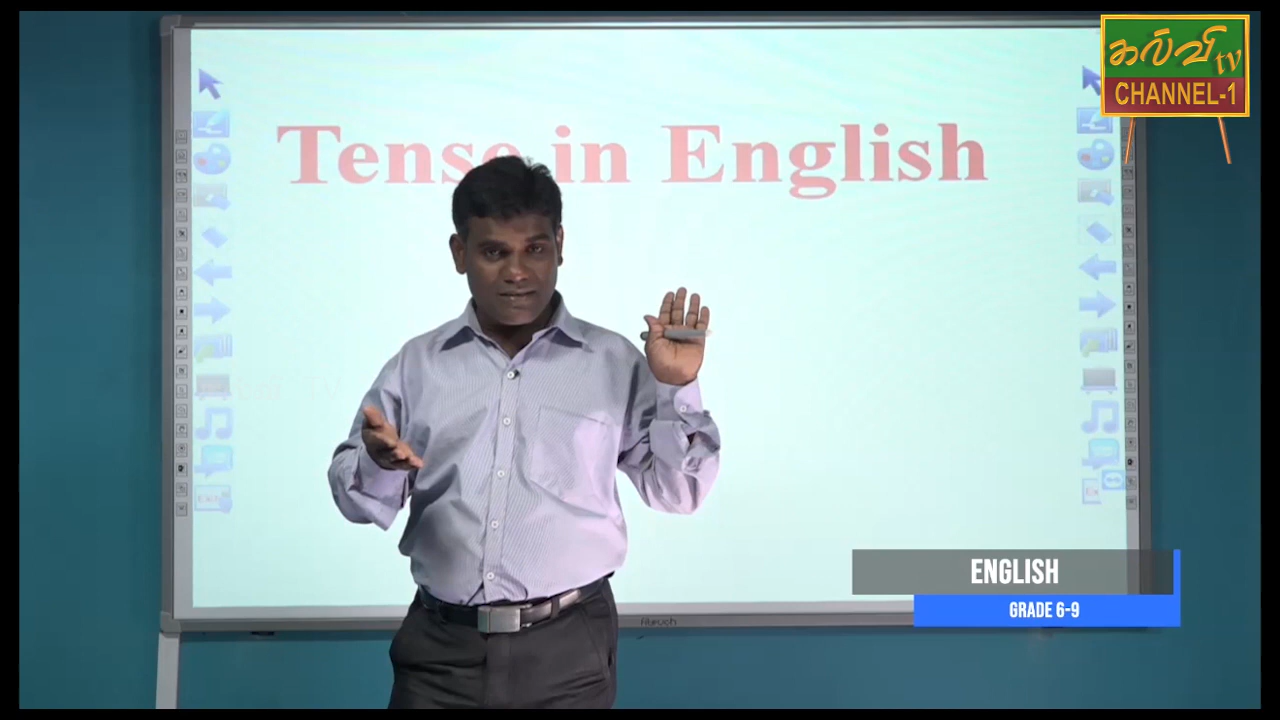 கல்வி tv
CHANNEL-1
Tense in English
ENGLISH
GRADE 6-9